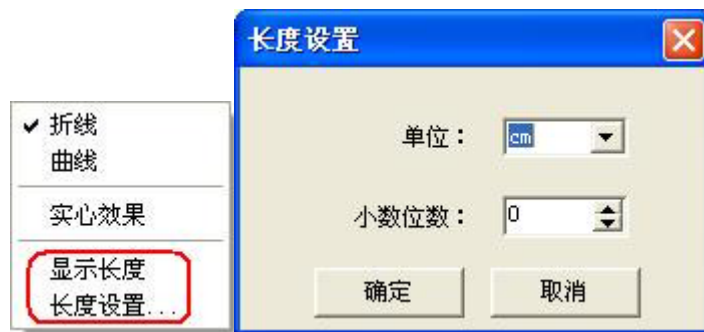 折线
曲线
实心效果
显示长度
长度设置...
长度设置
单位：
cm
小数位数：
0
确定
取消